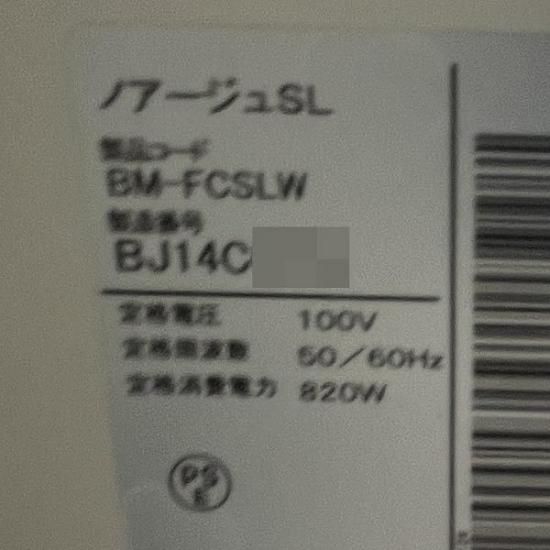 ノアージュSL
製品コード
BM-FCSLW
製造番号
BJ14C
定格電圧 100V
定格周波数 50/60Hz
定格消費電力 820W
PS
E